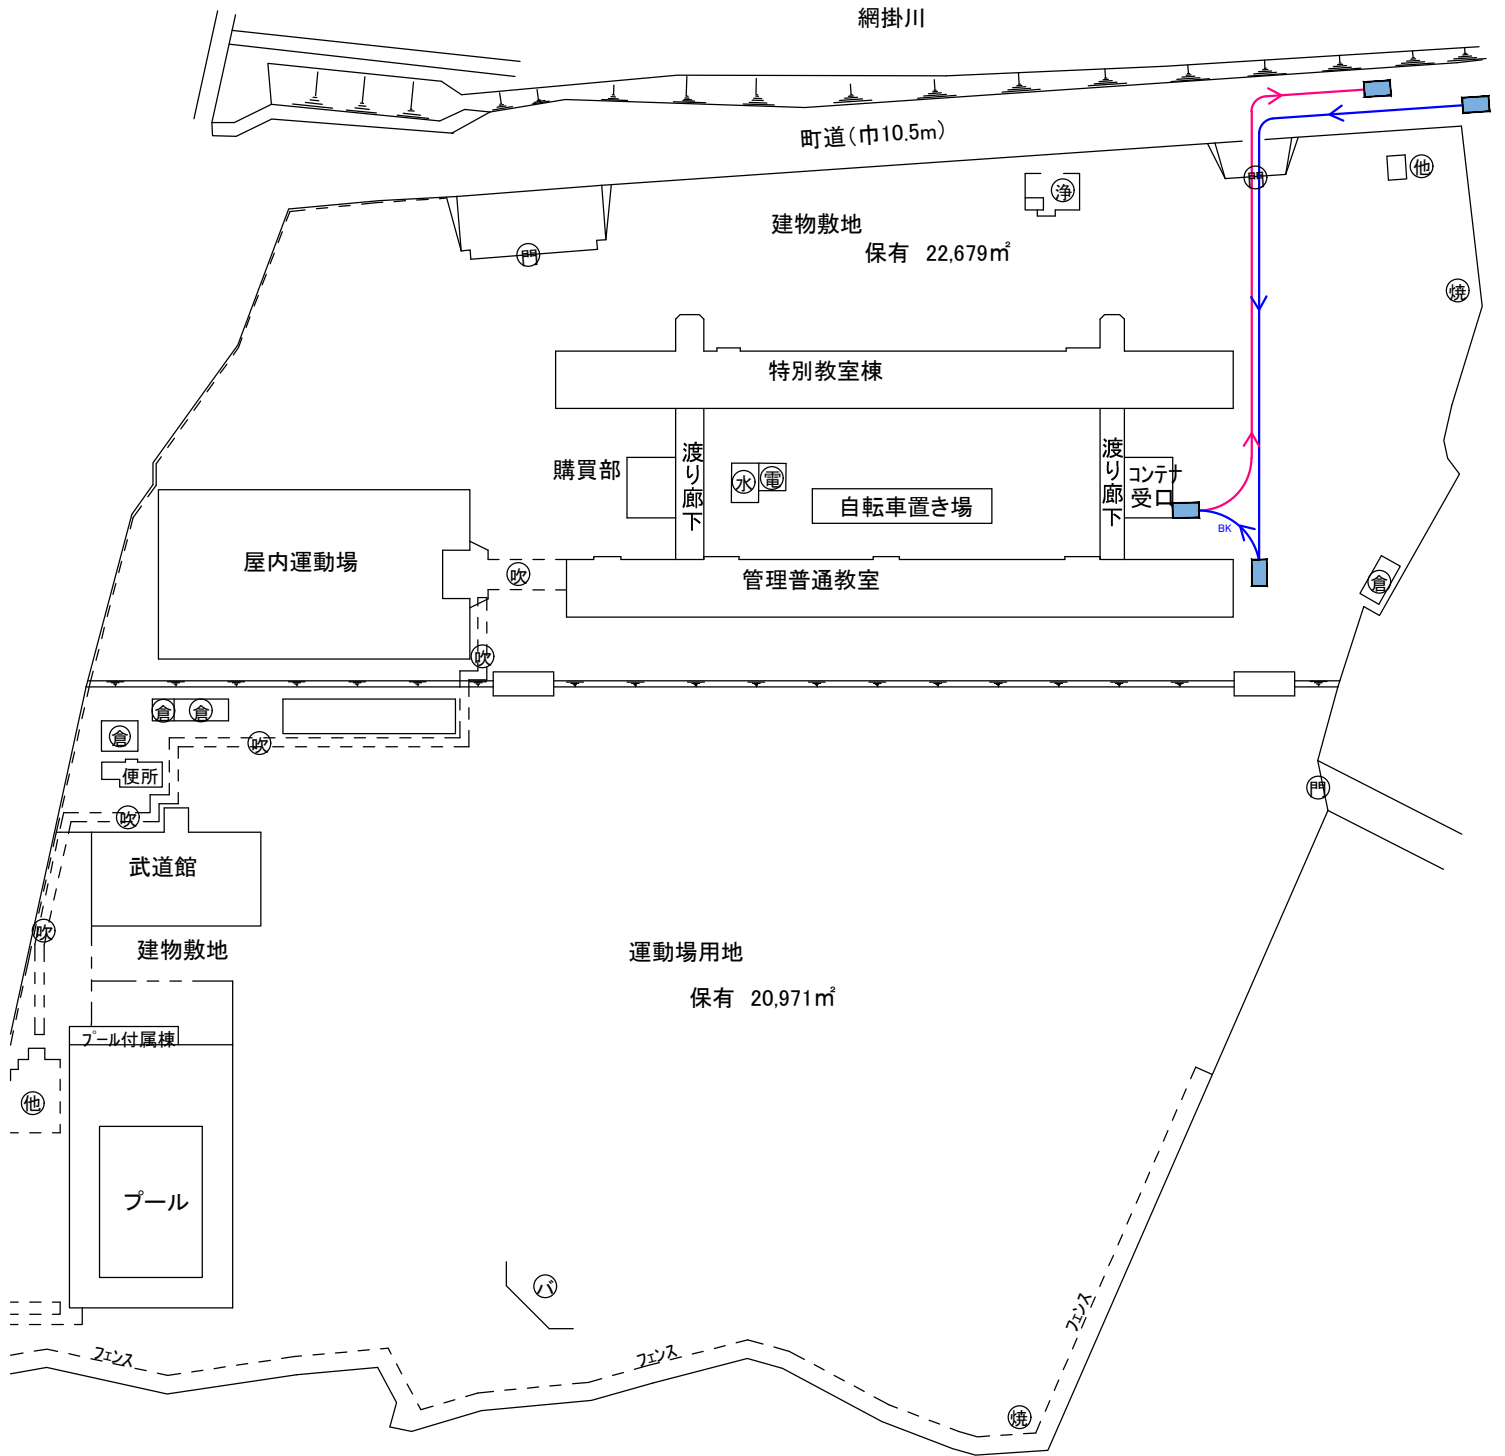 網掛川
町道(巾10.5m)
門
他
浄
建物敷地
保有 22,679㎡
門
焼
特別教室棟
渡り廊下
渡り廊下
購買部
水
電
コンテナ
受口
自転車置き場
BK
屋内運動場
吹
管理普通教室
倉
吹
倉
倉
倉
吹
便所
門
吹
武道館
吹
建物敷地
運動場用地
保有 20,971㎡
プール付属棟
他
プール
バ
フェンス
フェンス
フェンス
焼